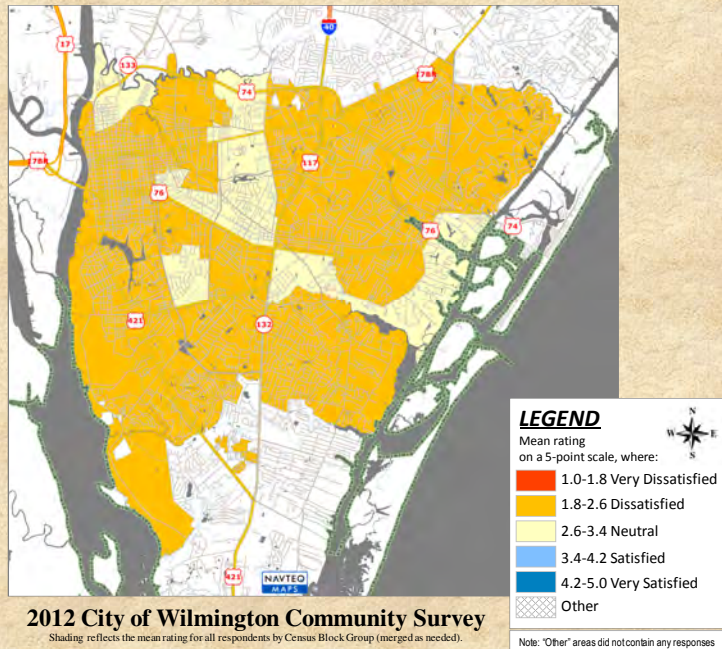 40
17
133
74
78R
117
78R
76
76
74
421
132
421
NAVTEQ
MAPS
LEGEND
N
W E
S
Mean rating
on a 5-point scale, where:
1.0-1.8 Very Dissatisfied
1.8-2.6 Dissatisfied
2.6-3.4 Neutral
3.4-4.2 Satisfied
4.2-5.0 Very Satisfied
Other
2012 City of Wilmington Community Survey
Shading reflects the mean rating for all respondents by Census Block Group (merged as needed).
Note: "Other" areas did not contain any responses